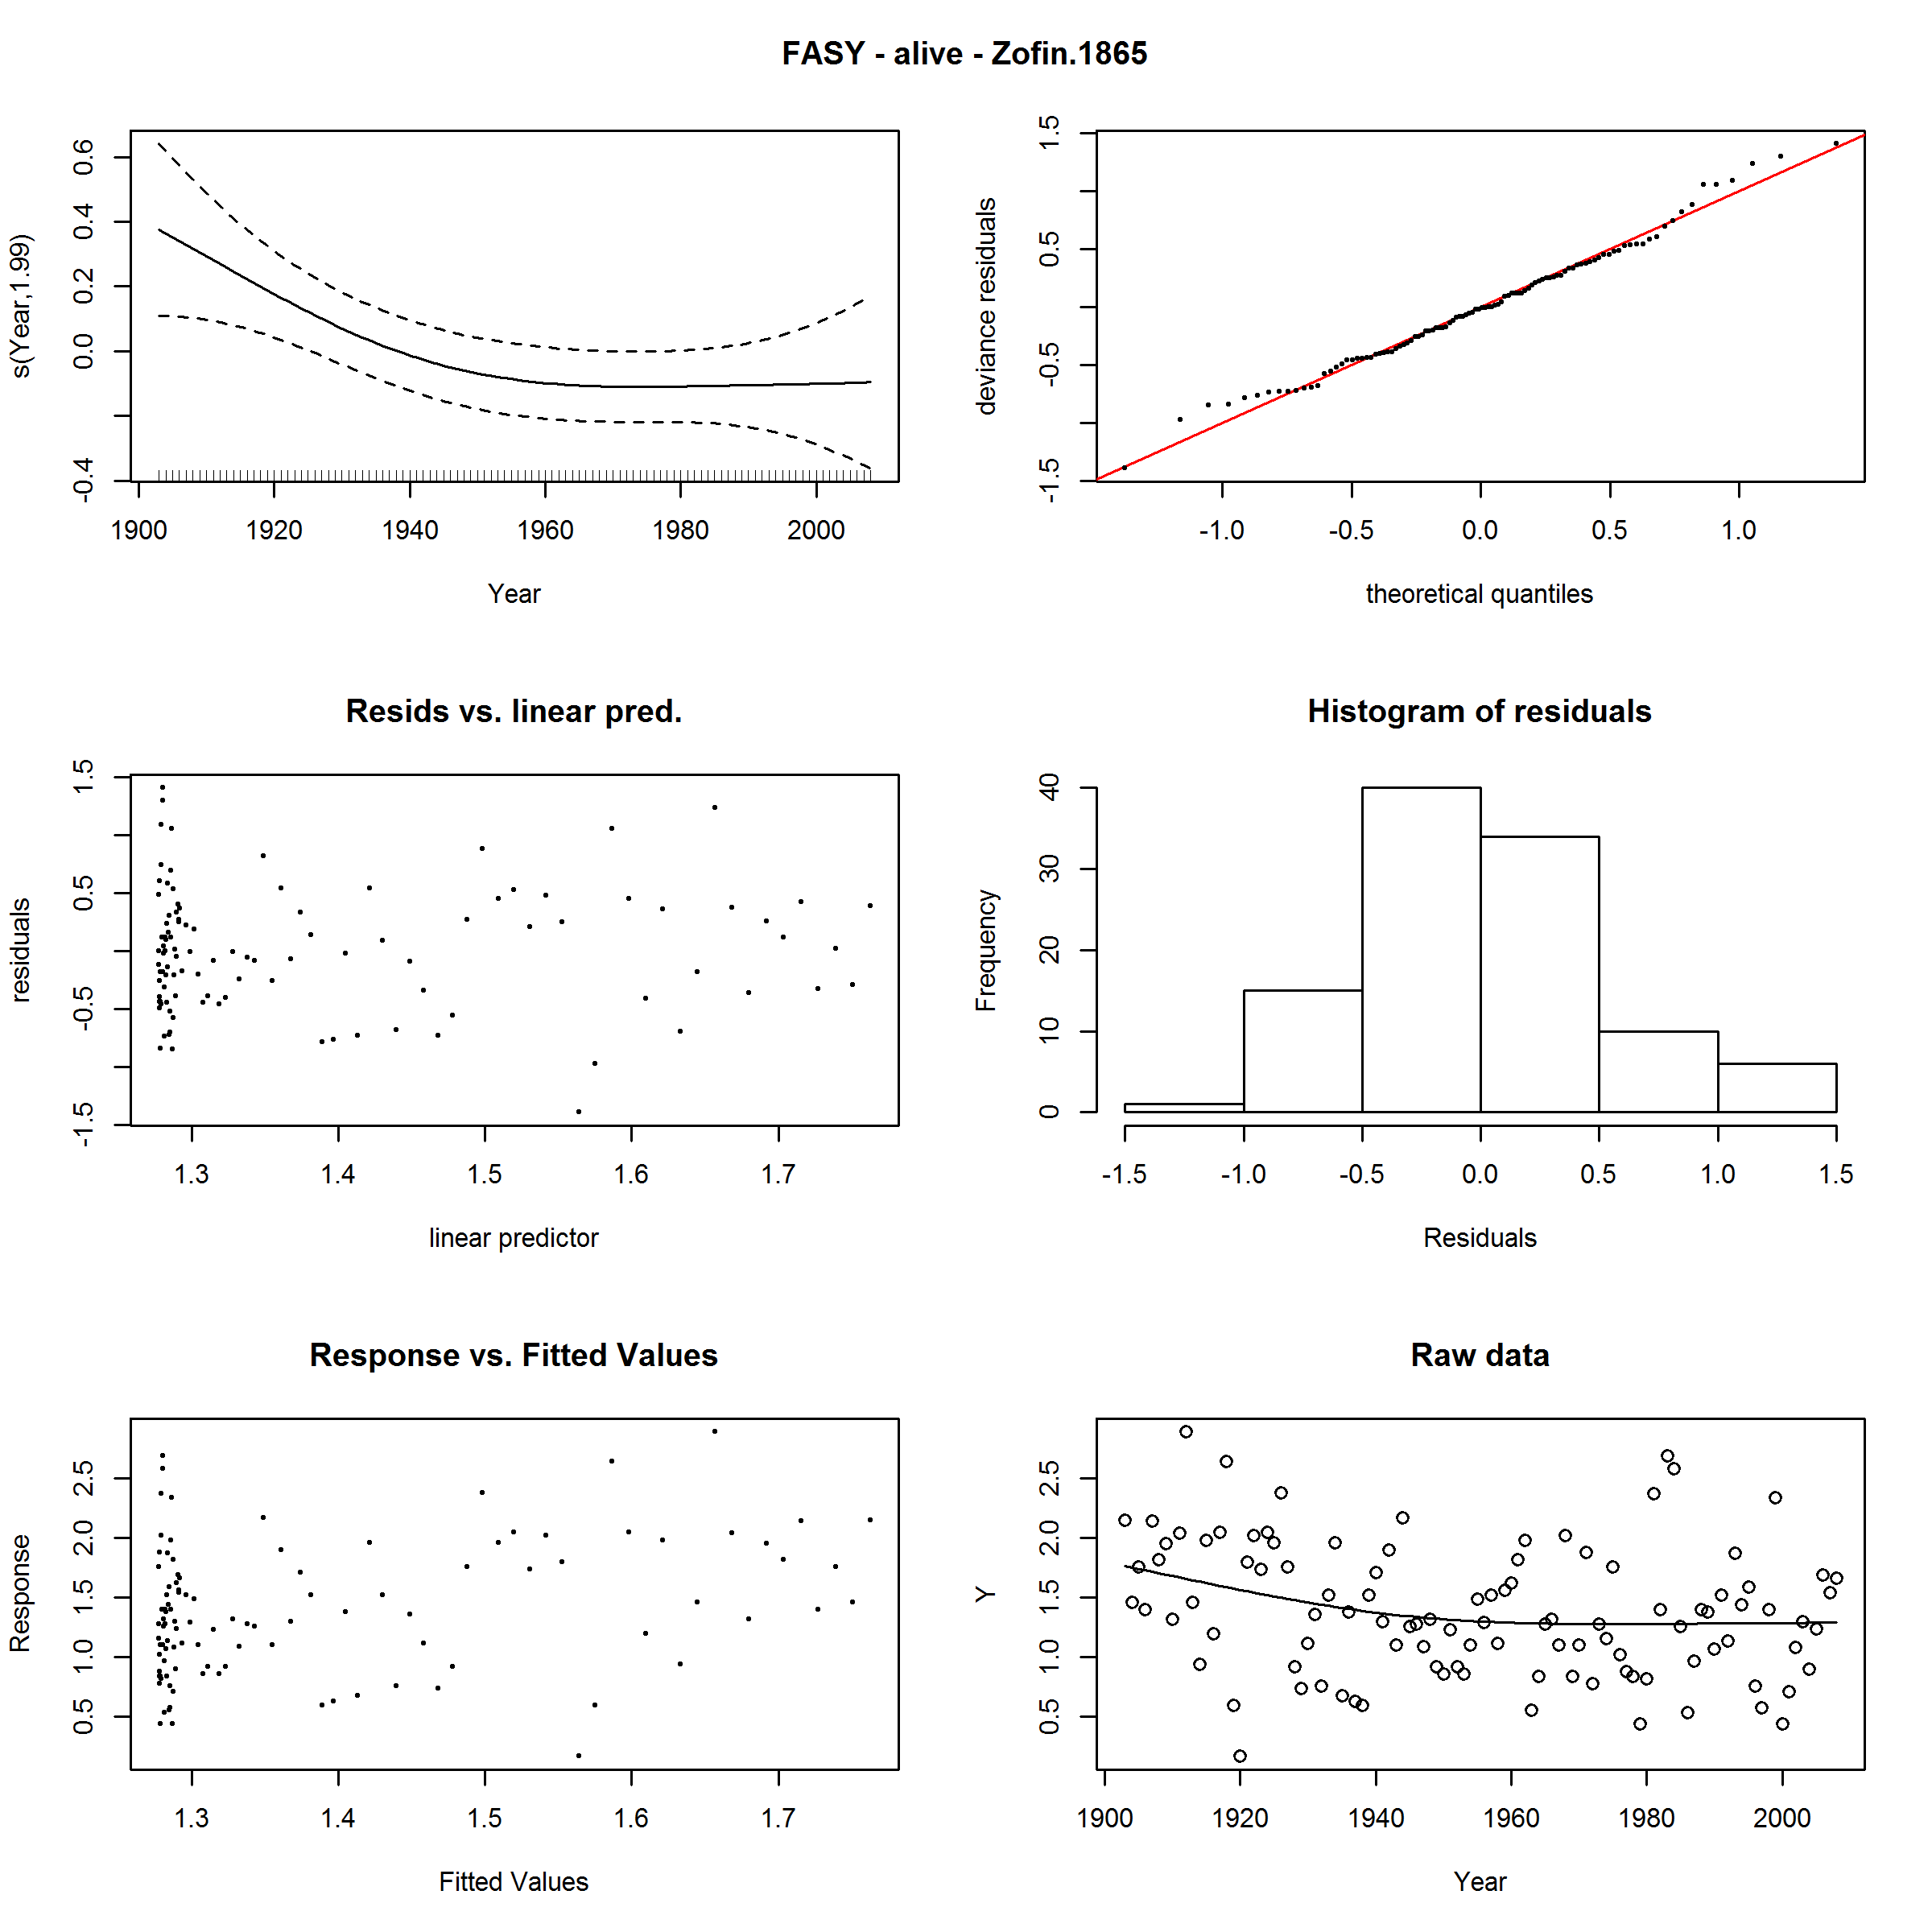 FASY - alive - Zofin.1865
s(Year,1.99)
-0.4 0.0 0.2 0.4 0.6
1900 1920 1940 1960 1980 2000
Year
deviance residuals
-1.5 -0.5 0.5 1.5
-1.0 -0.5 0.0 0.5 1.0
theoretical quantiles
Resids vs. linear pred.
residuals
-1.5 -0.5 0.5 1.5
1.3 1.4 1.5 1.6 1.7
linear predictor
Histogram of residuals
Frequency
0 10 20 30 40
-1.5 -1.0 -0.5 0.0 0.5 1.0 1.5
Residuals
Response vs. Fitted Values
Response
0.5 1.0 1.5 2.0 2.5
1.3 1.4 1.5 1.6 1.7
Fitted Values
Raw data
Y
0.5 1.0 1.5 2.0 2.5
1900 1920 1940 1960 1980 2000
Year